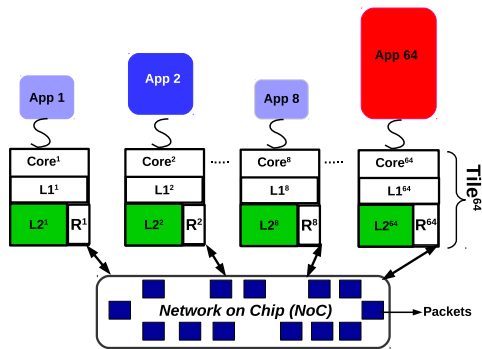 App 1
App 2
App 8
App 64
Core¹
Core²
.....
Core⁸
.....
Core⁶⁴
L1¹
L1²
L1⁸
L1⁶⁴
L2¹
R¹
L2²
R²
L2⁸
R⁸
L2⁶⁴
R⁶⁴
Tile⁶⁴
Network on Chip (NoC)
Packets